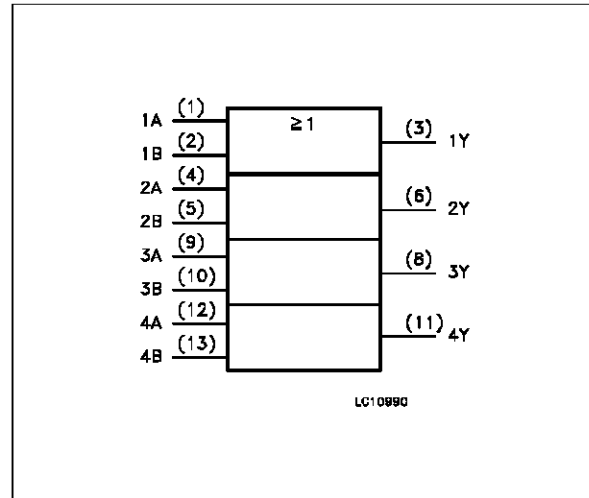 ≥1
1A (1)
1B (2)
(3) 1Y
2A (4)
2B (5)
(6) 2Y
3A (9)
3B (10)
(8) 3Y
4A (12)
4B (13)
(11) 4Y
LC10990